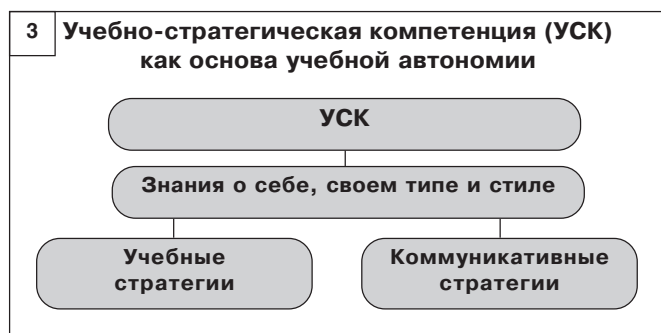 3
Учебно-стратегическая компетенция (УСК)
как основа учебной автономии
УСК
Знания о себе, своем типе и стиле
Учебные
стратегии
Коммуникативные
стратегии